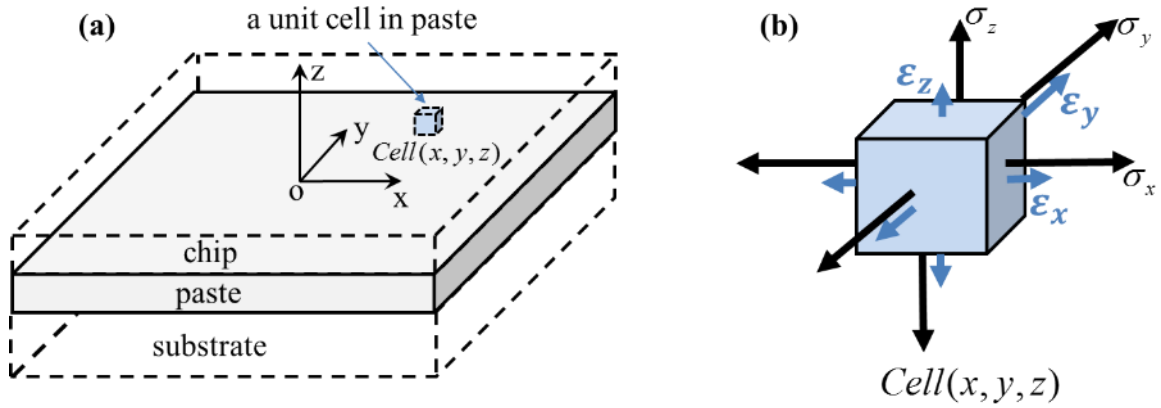 (a)
a unit cell in paste
z
y
Cell(x, y, z)
o
x
chip
paste
substrate
(b)
σz
σy
εz
εy
σx
εx
Cell(x, y, z)